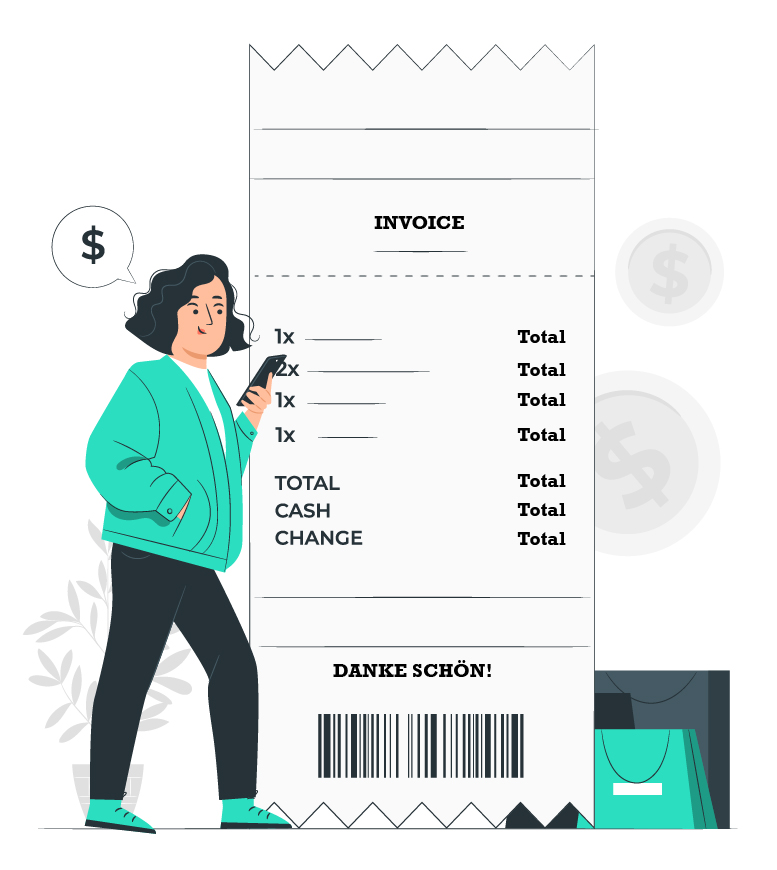 $
INVOICE
$
1x Total
2x Total
1x Total
$
1x Total
TOTAL Total
CASH Total
CHANGE Total
DANKE SCHÖN!